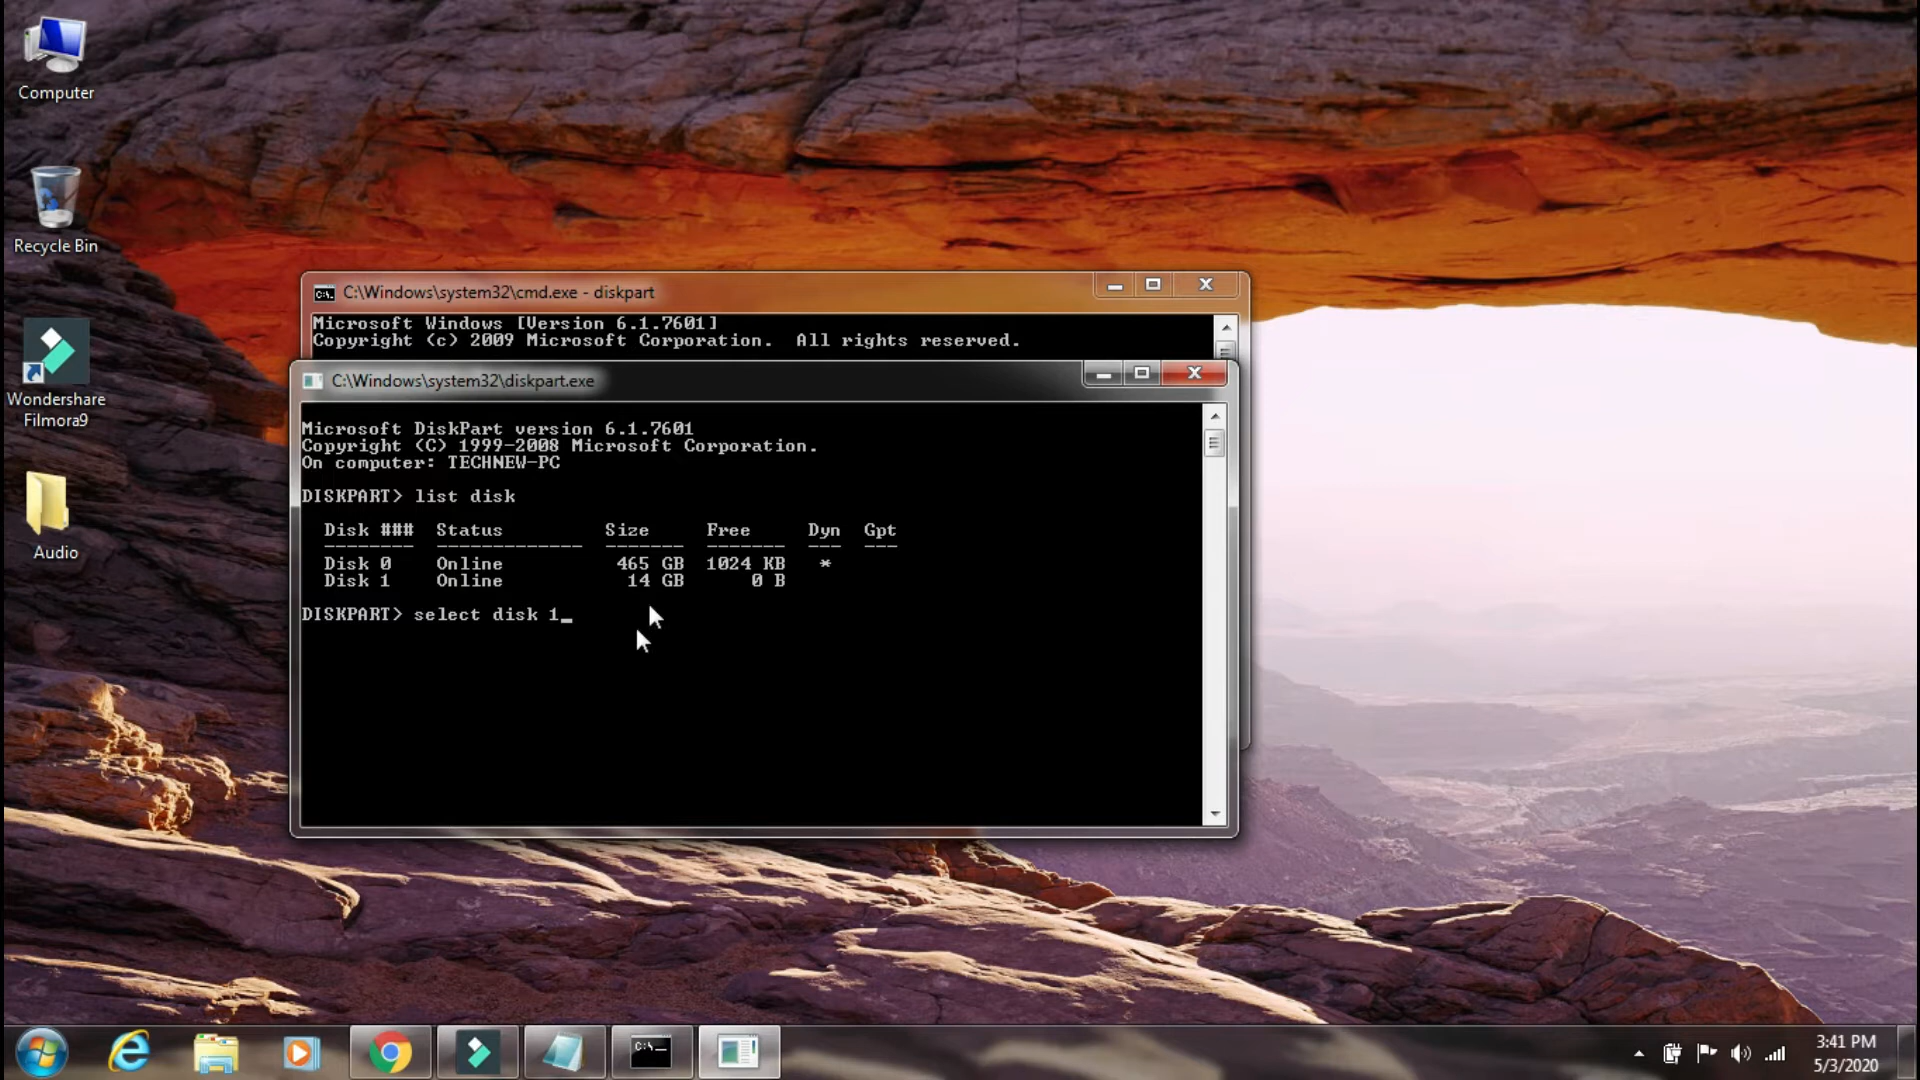 Computer
Recycle Bin
Wondershare
Filmora9
Audio
C:\Windows\system32\cmd.exe - diskpart
Microsoft Windows [Version 6.1.7601]
Copyright (c) 2009 Microsoft Corporation.  All rights reserved.
C:\Windows\system32\diskpart.exe
Microsoft DiskPart version 6.1.7601
Copyright (C) 1999-2008 Microsoft Corporation.
On computer: TECHNEW-PC
DISKPART> list disk
Disk ###  Status         Size     Free     Dyn  Gpt
--------  -------------  -------  -------  ---  ---
Disk 0    Online          465 GB  1024 KB   *
Disk 1    Online           14 GB      0 B
DISKPART> select disk 1_
C:\_
3:41 PM
5/3/2020